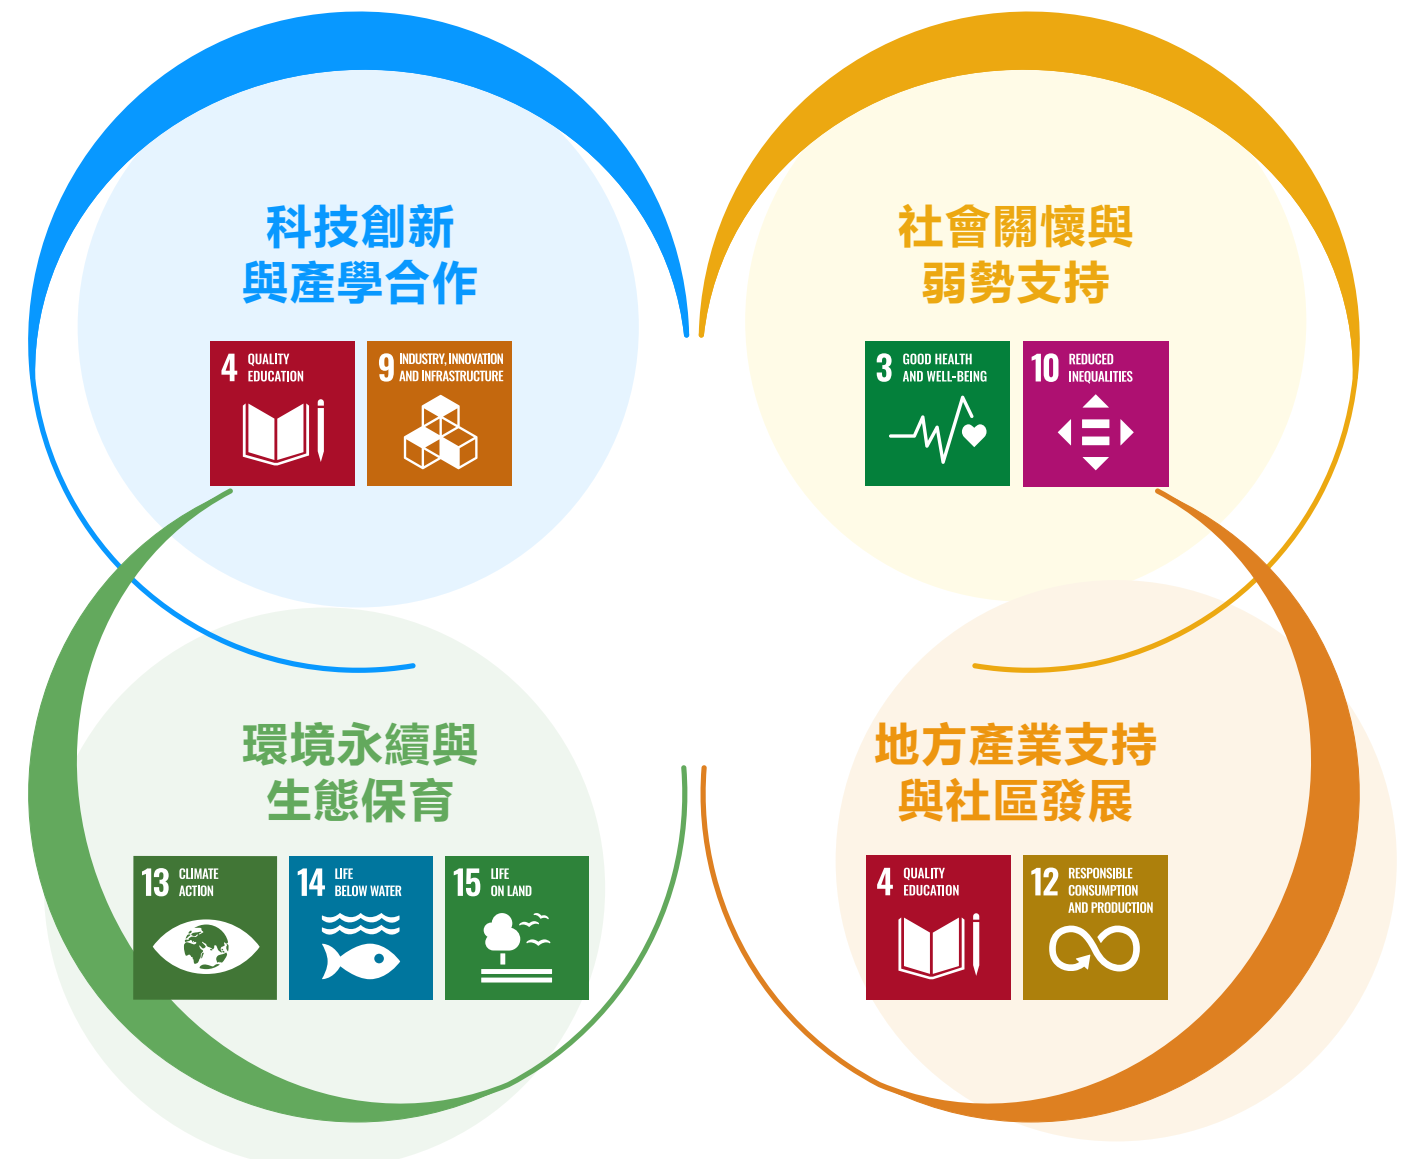 科技創新
與產學合作
4 QUALITY
EDUCATION
9 INDUSTRY, INNOVATION
AND INFRASTRUCTURE
社會關懷與
弱勢支持
3 GOOD HEALTH
AND WELL-BEING
10 REDUCED
INEQUALITIES
環境永續與
生態保育
13 CLIMATE
ACTION
14 LIFE
BELOW WATER
15 LIFE
ON LAND
地方產業支持
與社區發展
4 QUALITY
EDUCATION
12 RESPONSIBLE
CONSUMPTION
AND PRODUCTION